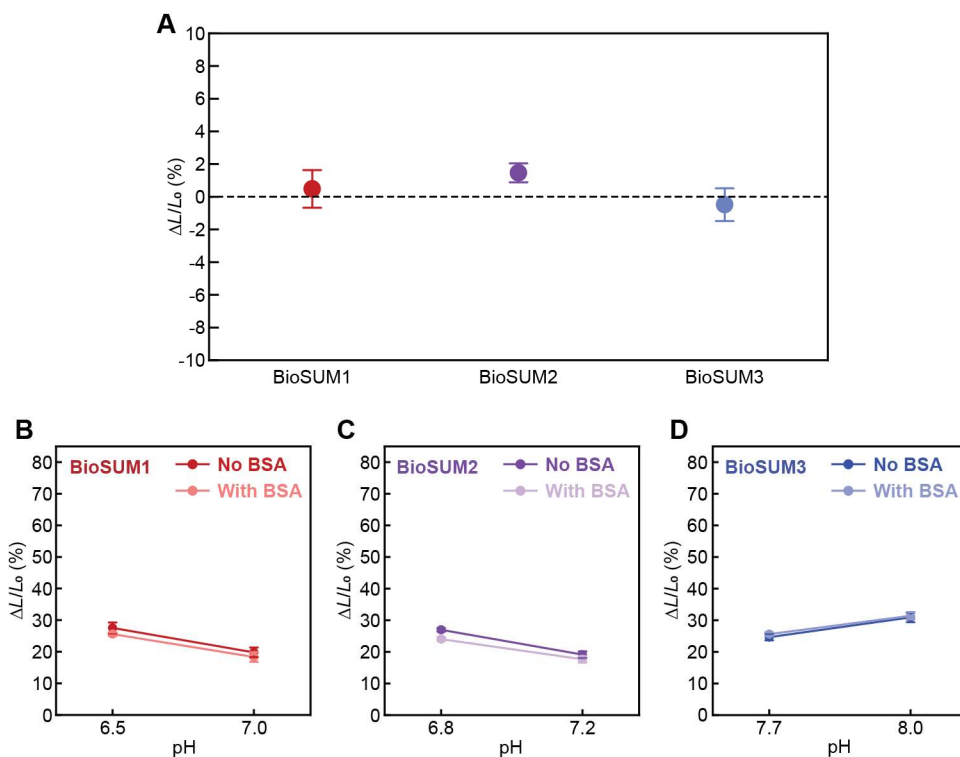 A
10
8
6
4
2
0
-2
-4
-6
-8
-10
ΔL/L₀ (%)
BioSUM1 BioSUM2 BioSUM3
B
BioSUM1
No BSA
With BSA
80
70
60
50
40
30
20
10
0
ΔL/L₀ (%)
6.5 7.0
pH
C
BioSUM2
No BSA
With BSA
80
70
60
50
40
30
20
10
0
ΔL/L₀ (%)
6.8 7.2
pH
D
BioSUM3
No BSA
With BSA
80
70
60
50
40
30
20
10
0
ΔL/L₀ (%)
7.7 8.0
pH